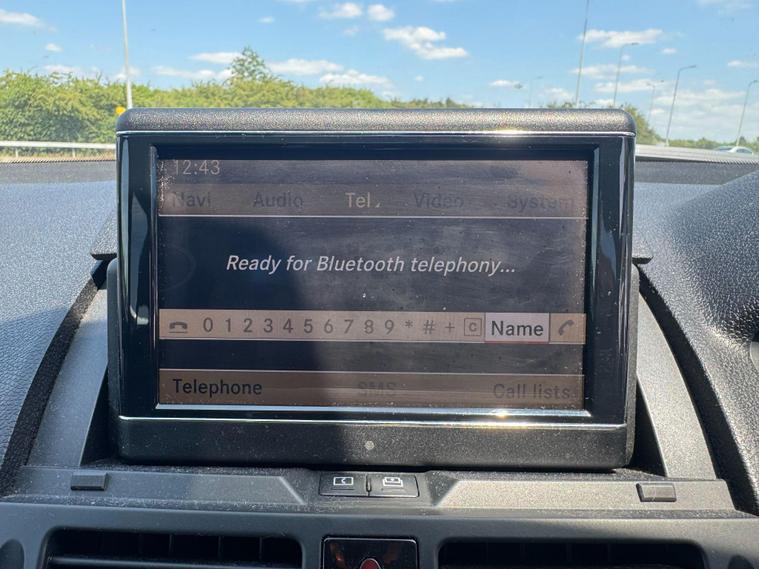 12:43
Navi Audio Tel Video System
Ready for Bluetooth telephony...
0 1 2 3 4 5 6 7 8 9 * # + C Name
Telephone SMS Call lists